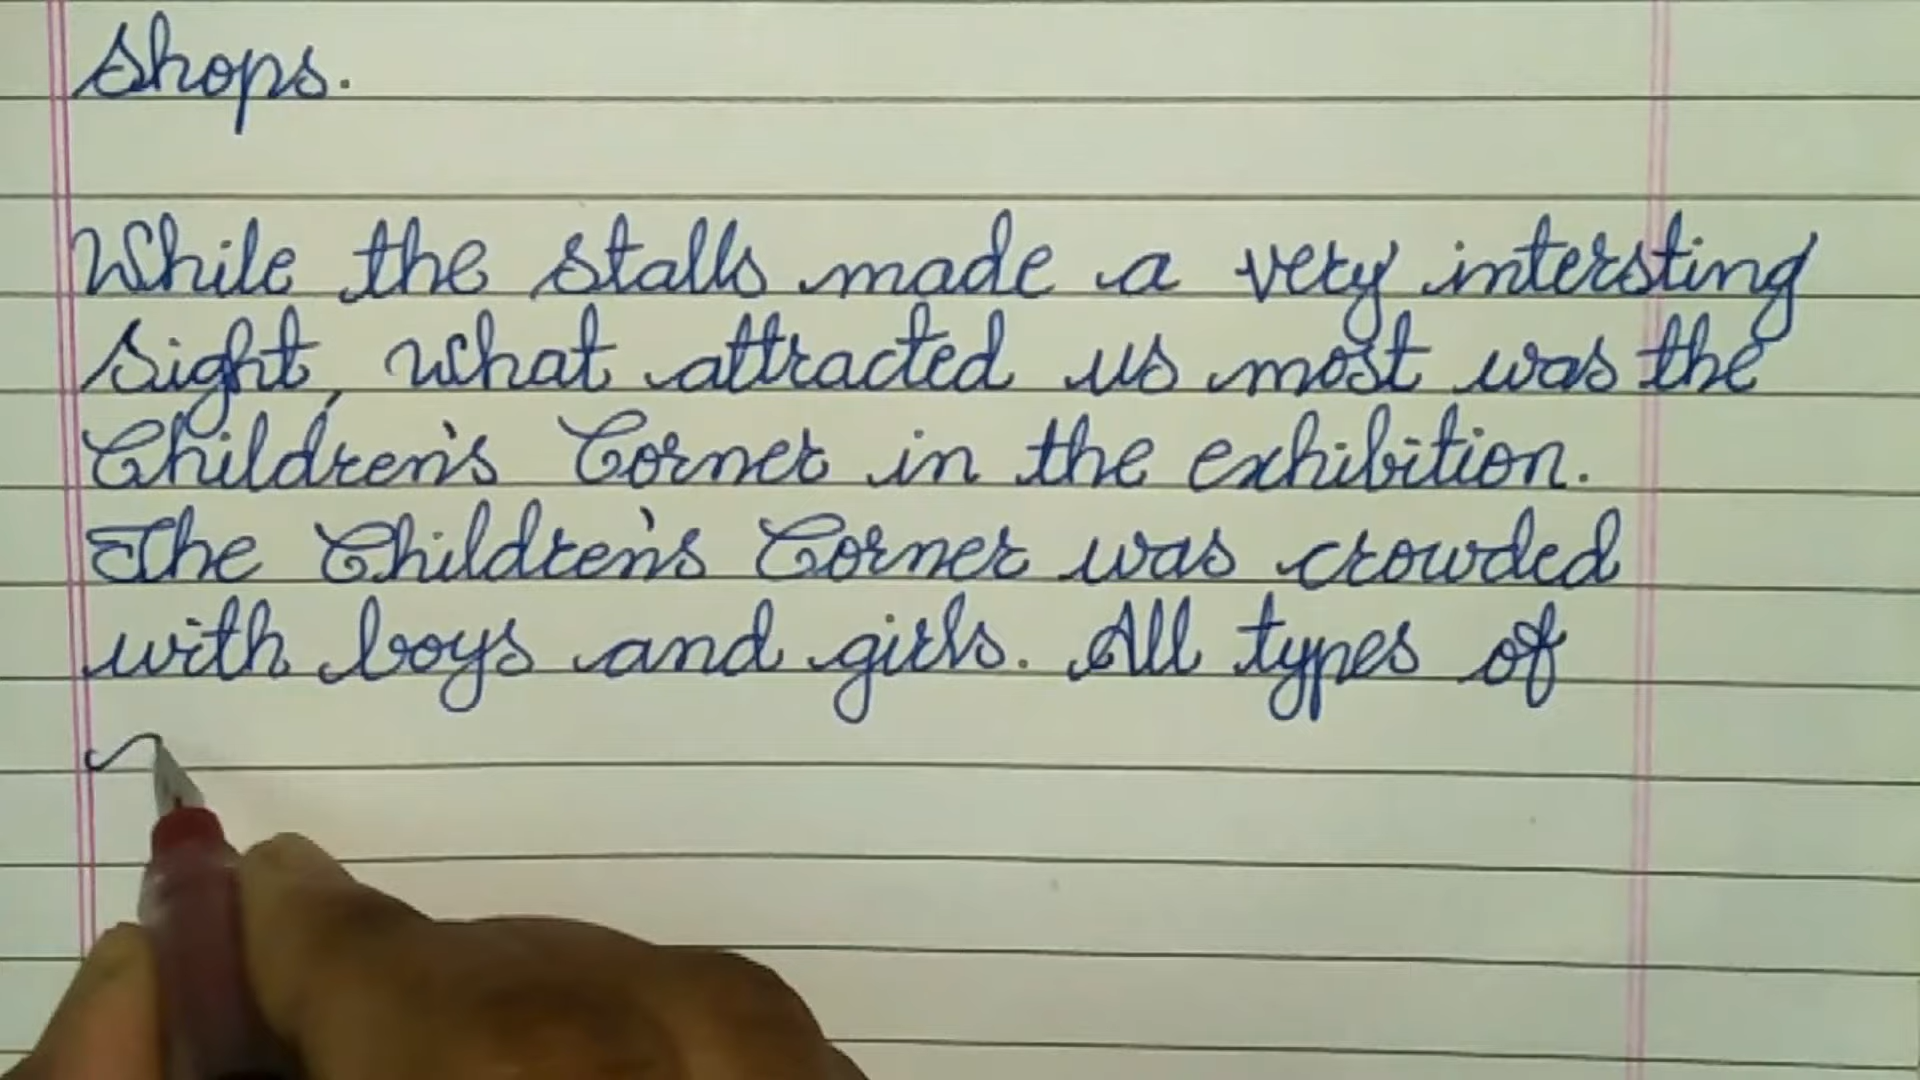 shops.
While the stalls made a very intersting
sight, what attracted us most was the
Children's Corner in the exhibition.
The Children's Corner was crowded
with boys and girls. All types of